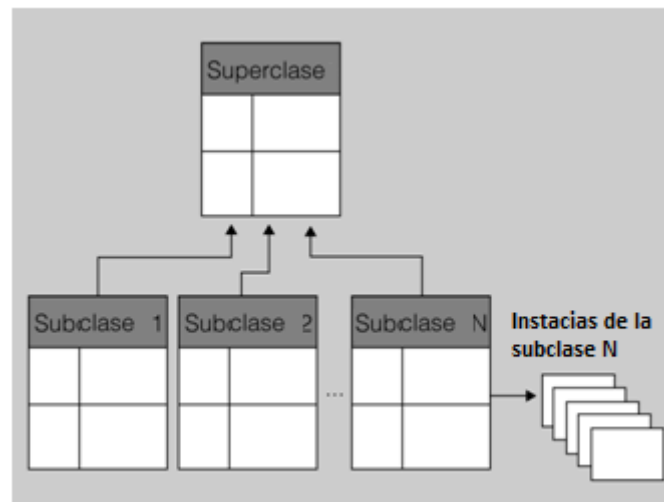 Superclase
Subclase 1
Subclase 2
...
Subclase N
Instacias de la
subclase N